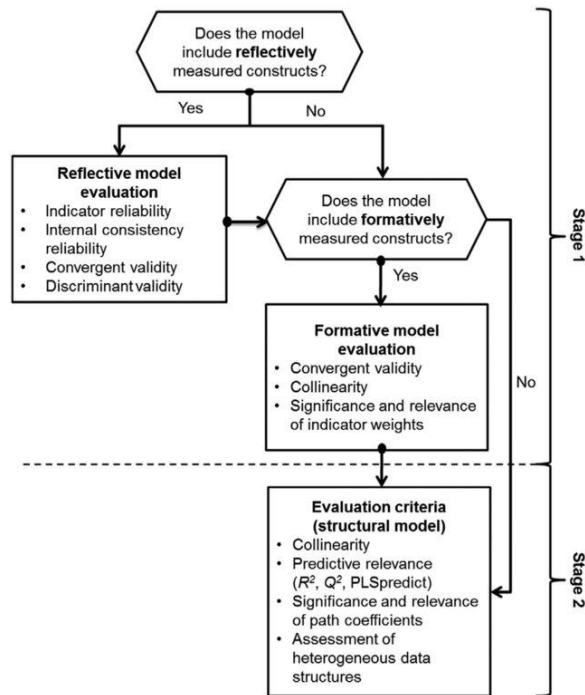 Does the model
include reflectively
measured constructs?
Yes
No
Reflective model
evaluation
• Indicator reliability
• Internal consistency
reliability
• Convergent validity
• Discriminant validity
Does the model
include formatively
measured constructs?
Yes
No
Formative model
evaluation
• Convergent validity
• Collinearity
• Significance and relevance
of indicator weights
Stage 1
Evaluation criteria
(structural model)
• Collinearity
• Predictive relevance
(R², Q², PLSpredict)
• Significance and relevance
of path coefficients
• Assessment of
heterogeneous data
structures
Stage 2